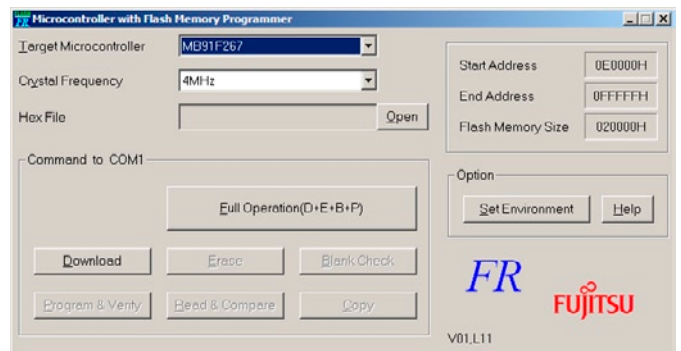 FR Microcontroller with Flash Memory Programmer
Target Microcontroller MB91F267
Crystal Frequency 4MHz
Hex File Open
Start Address 0E0000H
End Address 0FFFFFH
Flash Memory Size 020000H
Command to COM1
Full Operation(D+E+B+P)
Download Erase Blank Check
Program & Verify Read & Compare Copy
Option
Set Environment Help
FR
FUJITSU
V01,L11